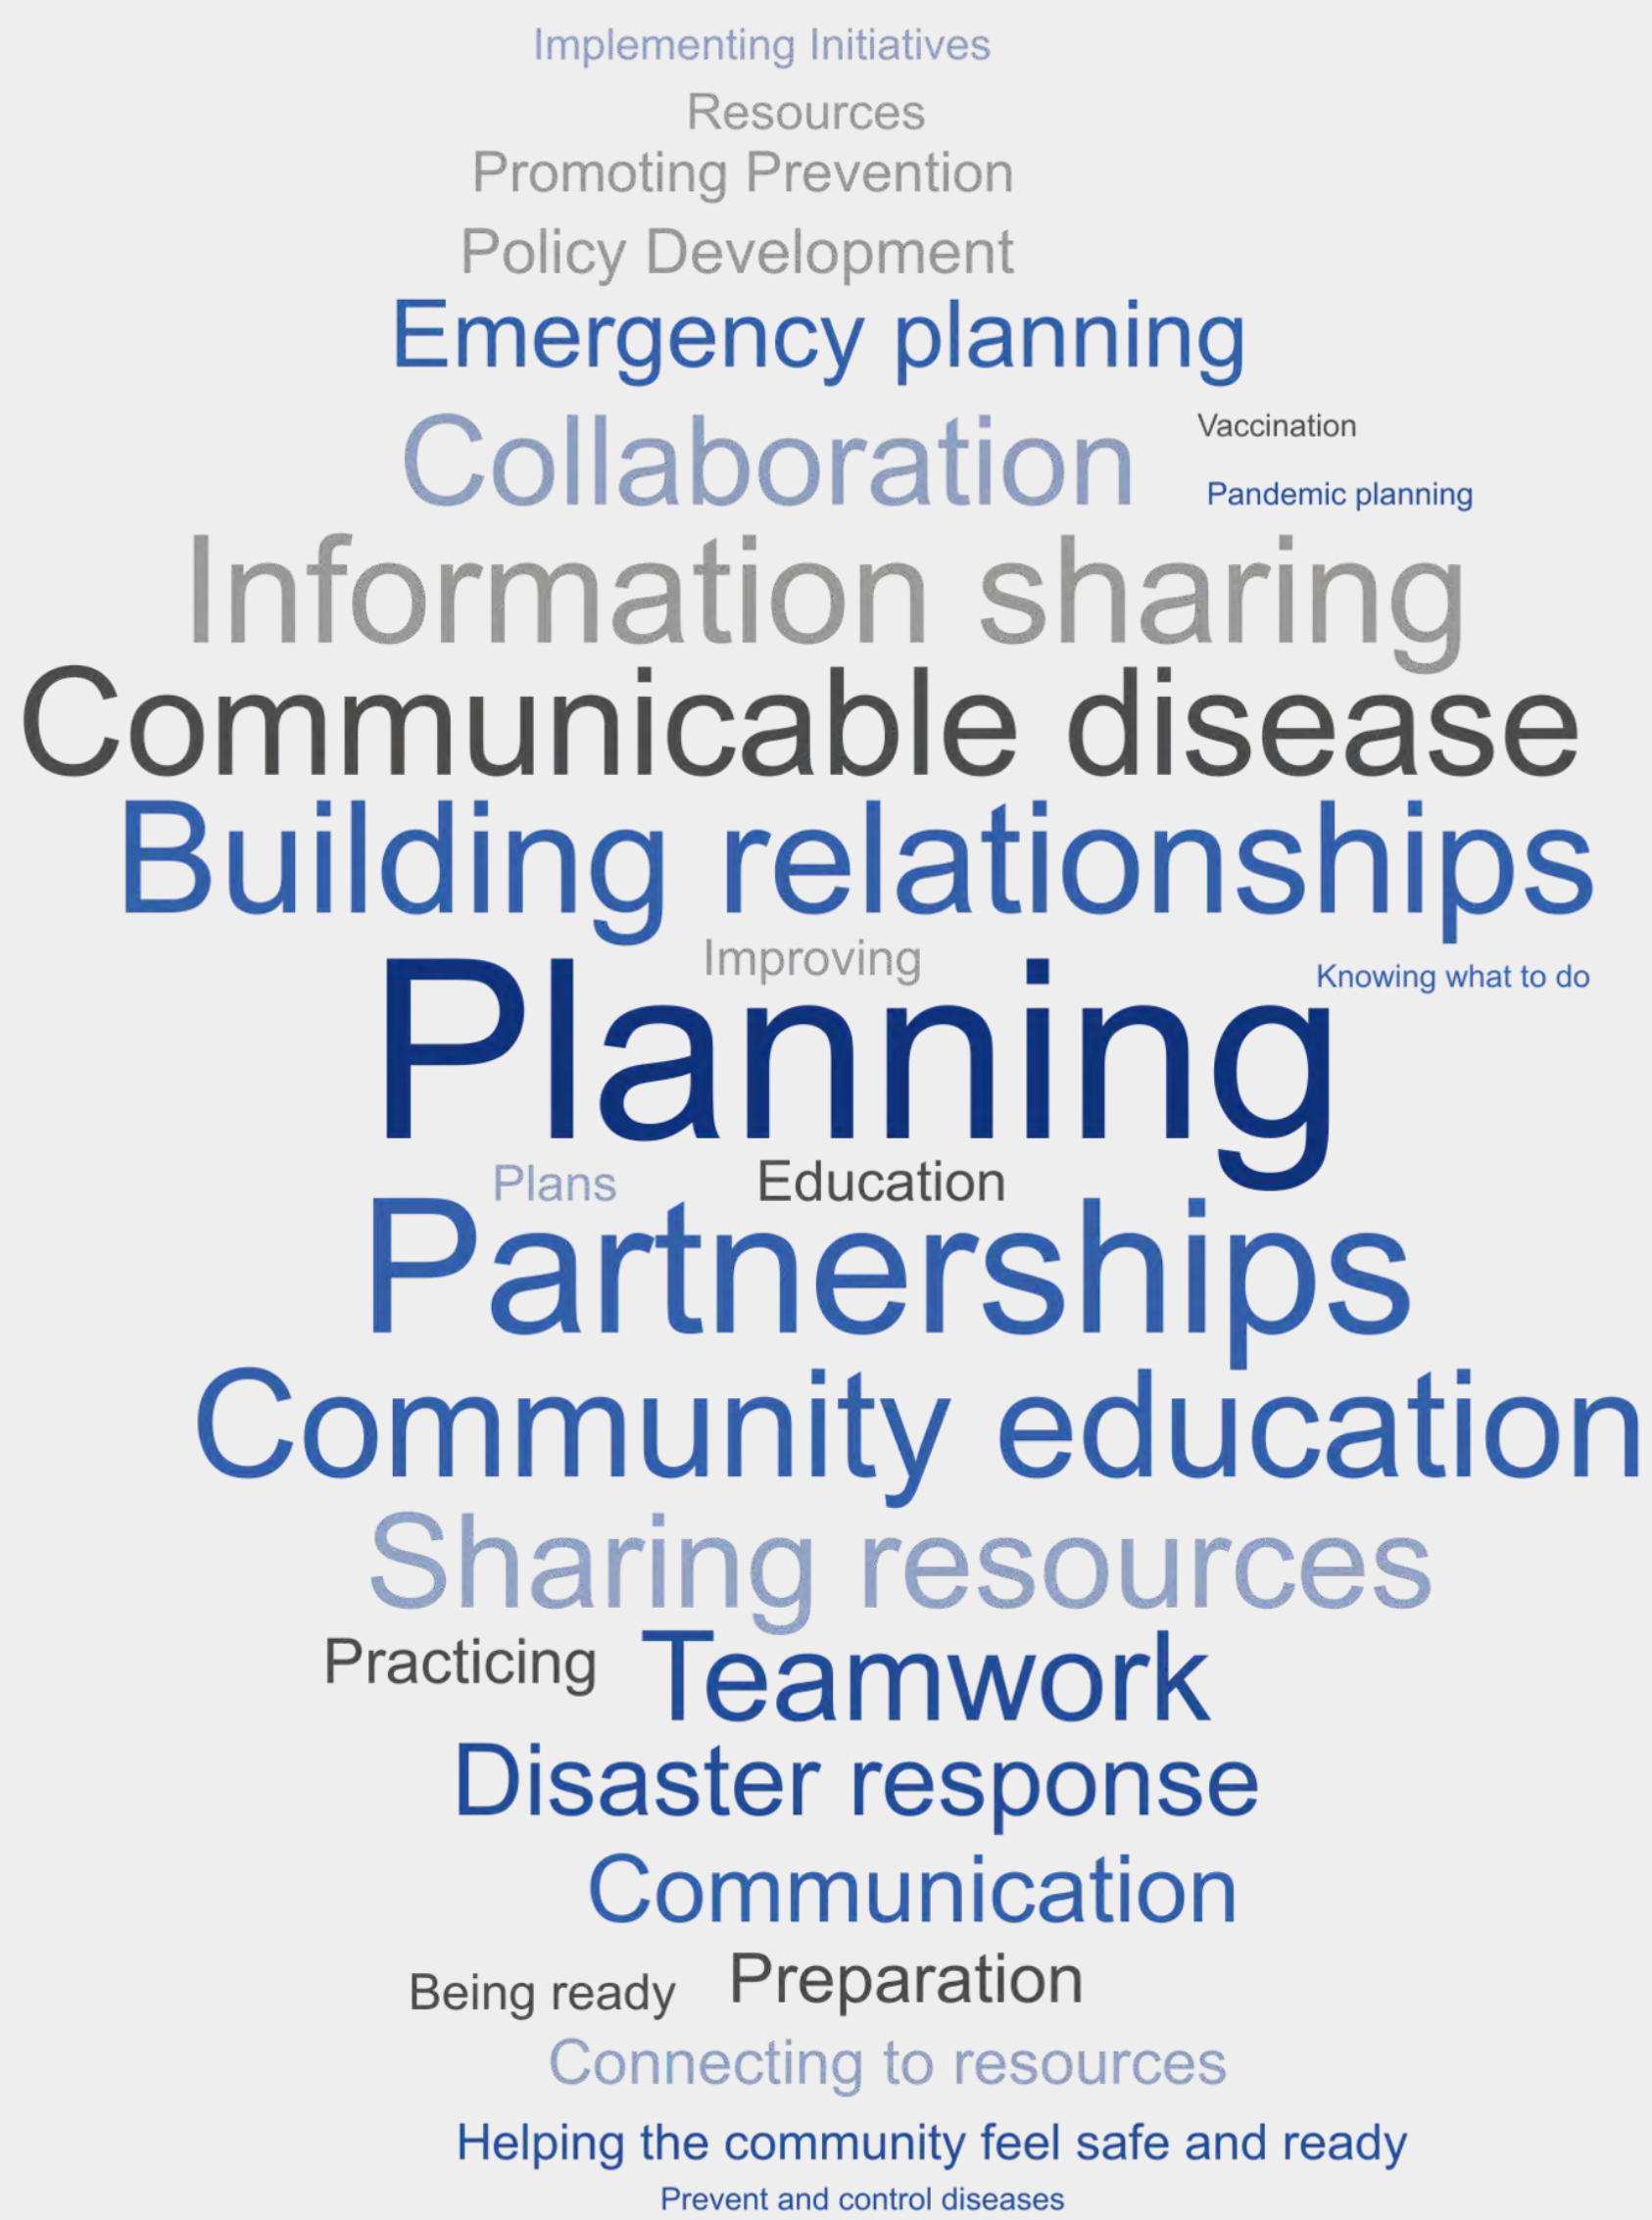 Implementing Initiatives
Resources
Promoting Prevention
Policy Development
Emergency planning
Collaboration
Vaccination
Pandemic planning
Information sharing
Communicable disease
Building relationships
Improving
Knowing what to do
Planning
Plans
Education
Partnerships
Community education
Sharing resources
Practicing
Teamwork
Disaster response
Communication
Being ready
Preparation
Connecting to resources
Helping the community feel safe and ready
Prevent and control diseases